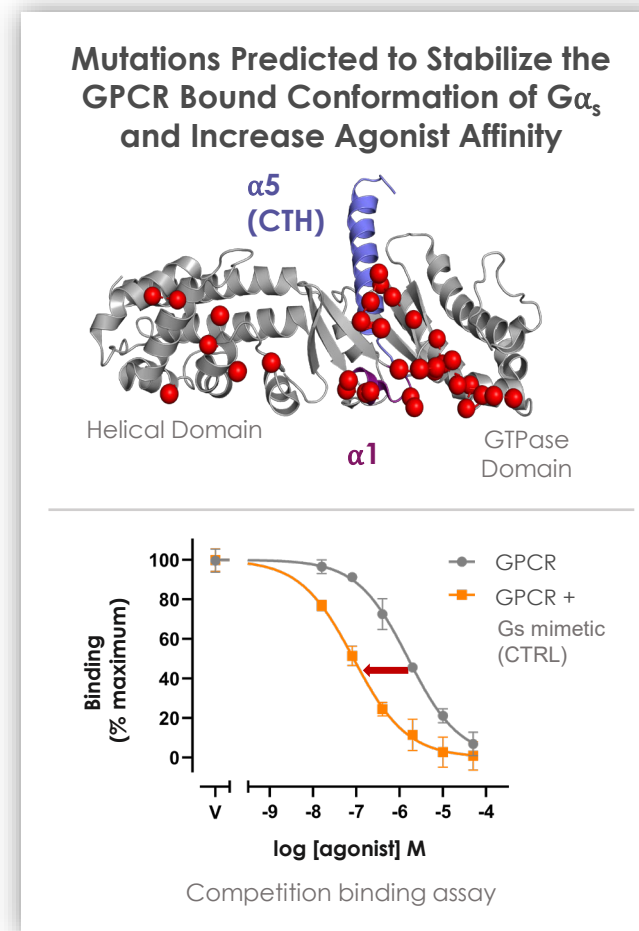 Mutations Predicted to Stabilize the
GPCR Bound Conformation of Gαs
and Increase Agonist Affinity
α5
(CTH)
Helical Domain
α1
GTPase
Domain
Binding
(% maximum)
100
80
60
40
20
0
GPCR
GPCR +
Gs mimetic
(CTRL)
V
-9
-8
-7
-6
-5
-4
log [agonist] M
Competition binding assay